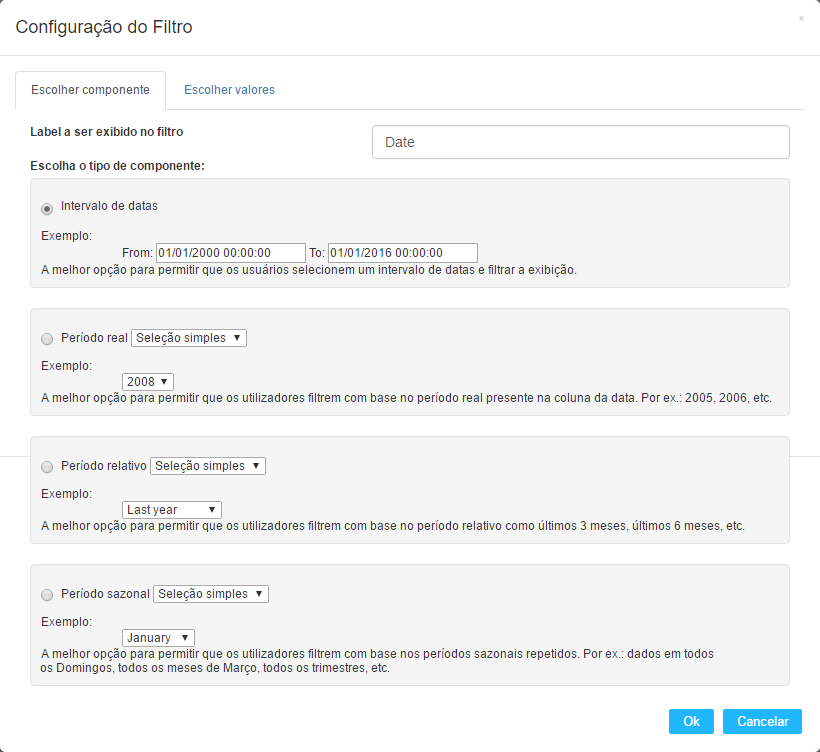 Configuração do Filtro
×
Escolher componente
Escolher valores
Label a ser exibido no filtro
Date
Escolha o tipo de componente:
Intervalo de datas
Exemplo:
From: 01/01/2000 00:00:00 To: 01/01/2016 00:00:00
A melhor opção para permitir que os usuários selecionem um intervalo de datas e filtrar a exibição.
Período real Seleção simples ▼
Exemplo:
2008 ▼
A melhor opção para permitir que os utilizadores filtrem com base no período real presente na coluna da data. Por ex.: 2005, 2006, etc.
Período relativo Seleção simples ▼
Exemplo:
Last year ▼
A melhor opção para permitir que os utilizadores filtrem com base no período relativo como últimos 3 meses, últimos 6 meses, etc.
Período sazonal Seleção simples ▼
Exemplo:
January ▼
A melhor opção para permitir que os utilizadores filtrem com base nos períodos sazonais repetidos. Por ex.: dados em todos
os Domingos, todos os meses de Março, todos os trimestres, etc.
Ok
Cancelar